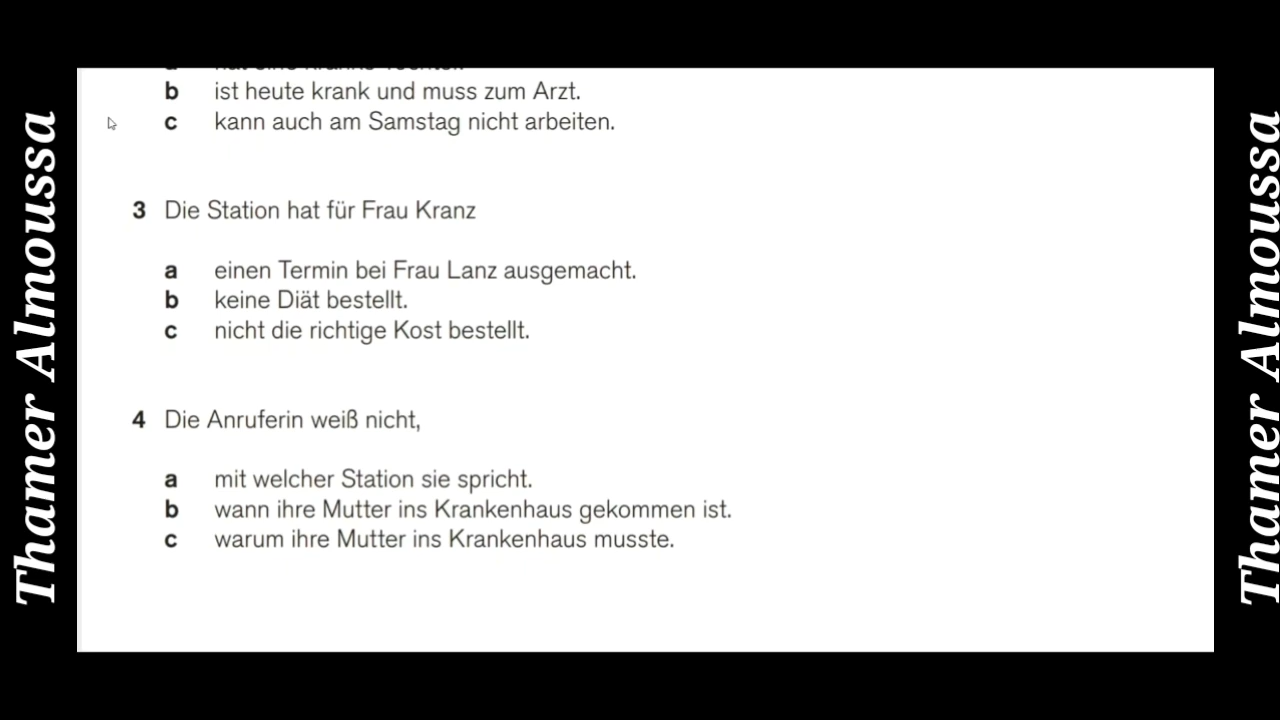 b ist heute krank und muss zum Arzt.
c kann auch am Samstag nicht arbeiten.
3 Die Station hat für Frau Kranz
a einen Termin bei Frau Lanz ausgemacht.
b keine Diät bestellt.
c nicht die richtige Kost bestellt.
4 Die Anruferin weiß nicht,
a mit welcher Station sie spricht.
b wann ihre Mutter ins Krankenhaus gekommen ist.
c warum ihre Mutter ins Krankenhaus musste.
Thamer Almoussa
Thamer Almoussa